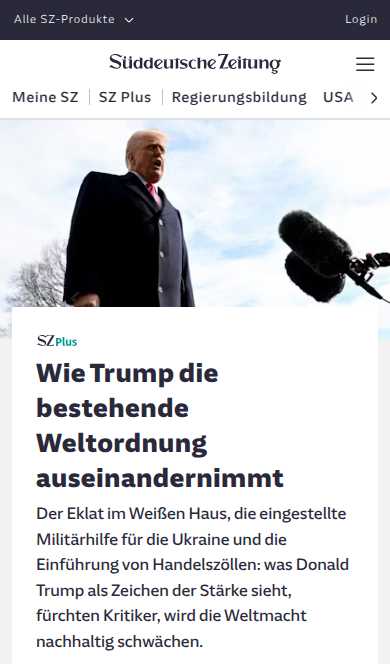 Alle SZ-Produkte Login
Süddeutsche Zeitung
Meine SZ SZ Plus Regierungsbildung USA
SZ Plus
Wie Trump die
bestehende
Weltordnung
auseinandernimmt
Der Eklat im Weißen Haus, die eingestellte
Militärhilfe für die Ukraine und die
Einführung von Handelszöllen: was Donald
Trump als Zeichen der Stärke sieht,
fürchten Kritiker, wird die Weltmacht
nachhaltig schwächen.